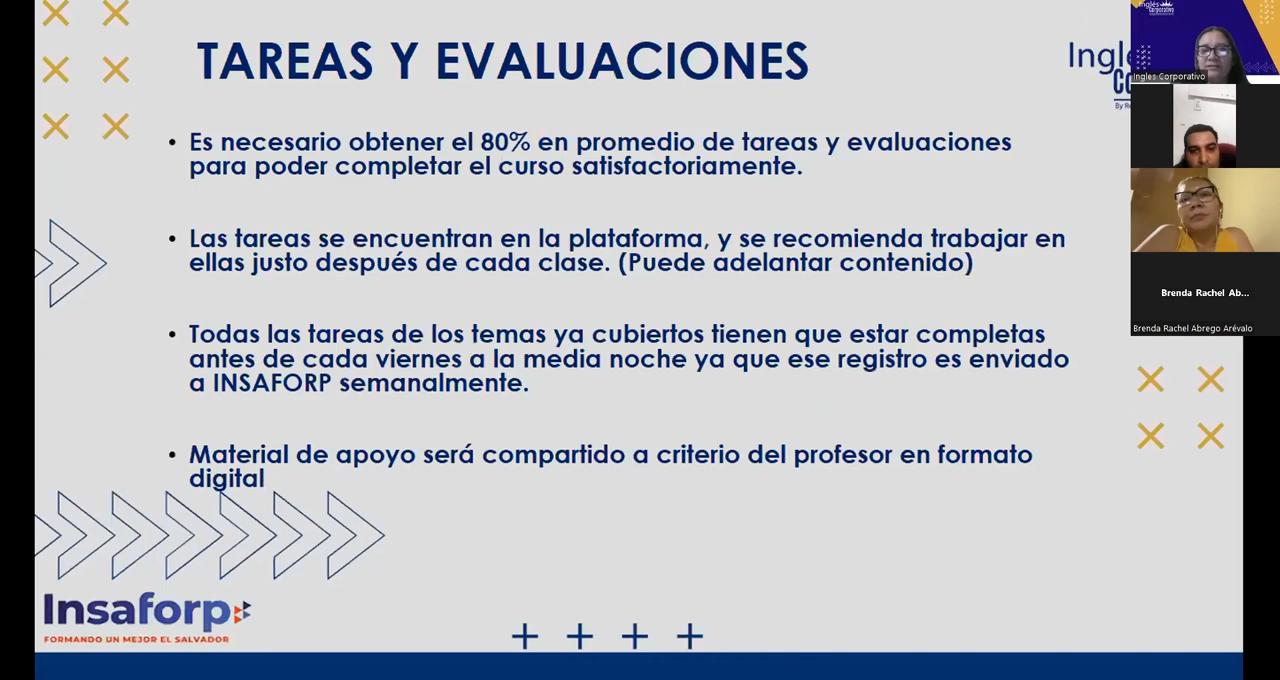 TAREAS Y EVALUACIONES
• Es necesario obtener el 80% en promedio de tareas y evaluaciones
para poder completar el curso satisfactoriamente.
• Las tareas se encuentran en la plataforma, y se recomienda trabajar en
ellas justo después de cada clase. (Puede adelantar contenido)
• Todas las tareas de los temas ya cubiertos tienen que estar completas
antes de cada viernes a la media noche ya que ese registro es enviado
a INSAFORP semanalmente.
• Material de apoyo será compartido a criterio del profesor en formato
digital
Insaforp
FORMANDO UN MEJOR EL SALVADOR
Inglés
Corporativo
Ingles Corporativo
Brenda Rachel Ab...
Brenda Rachel Abrego Arévalo